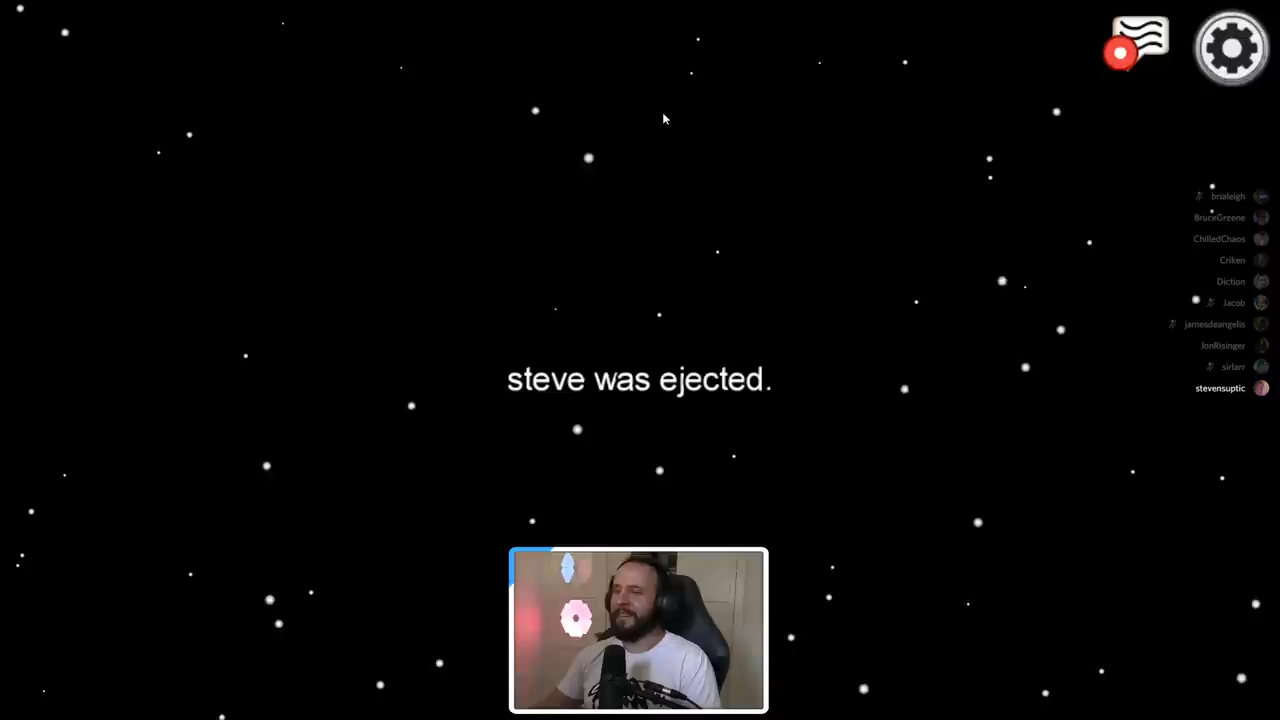 brialeigh
BruceGreene
ChilledChaos
Criken
Diction
Jacob
jamesdeangelis
JonRisinger
steve was ejected.
sirlarr
stevensuptic